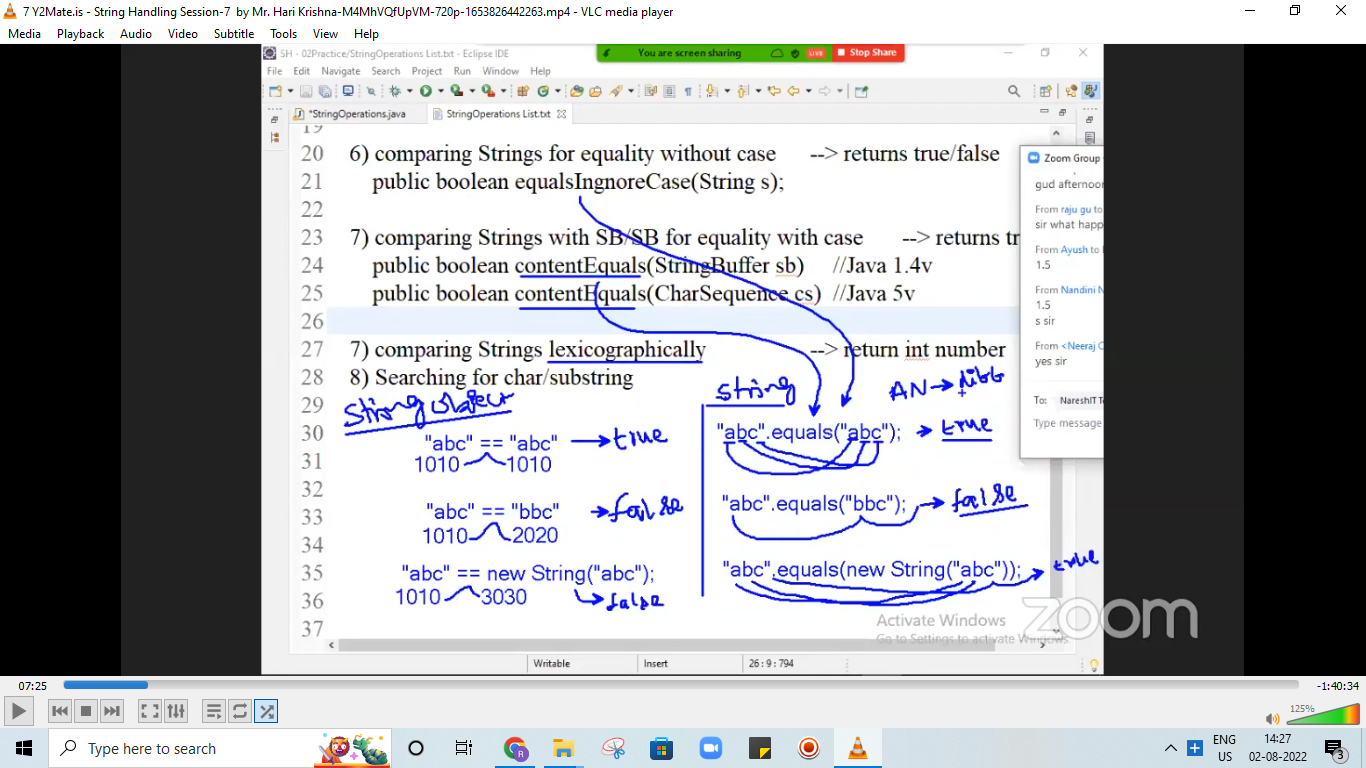 7 Y2Mate.is - String Handling Session-7 by Mr. Hari Krishna-M4MhVQfUpVM-720p-1653826442263.mp4 - VLC media player
Media Playback Audio Video Subtitle Tools View Help
SH - 02Practice/StringOperations List.txt - Eclipse IDE
You are screen sharing LIVE Stop Share
File Edit Navigate Search Project Run Window Help
*StringOperations.java StringOperations List.txt
19
20 6) comparing Strings for equality without case --> returns true/false
21 public boolean equalsIngnoreCase(String s);
22
23 7) comparing Strings with SB/SB for equality with case --> returns tr
24 public boolean contentEquals(StringBuffer sb) //Java 1.4v
25 public boolean contentEquals(CharSequence cs) //Java 5v
26
27 7) comparing Strings lexicographically --> return int number
28 8) Searching for char/substring
29 String object string AN
30 "abc" == "abc" true "abc".equals("abc"); true
31 1010 1010
32
33 "abc" == "bbc" false "abc".equals("bbc"); false
34 1010 2020
35 "abc" == new String("abc"); "abc".equals(new String("abc")); true
36 1010 3030 false
37
Zoom Group
gud afternoon
From raju gu to
sir what happ
From Ayush to
1.5
From Nandini N
1.5
s sir
From <Neeraj C
yes sir
To: NareshIT Te
Type message
Activate Windows
Go to Settings to activate Windows.
zoom
Writable Insert 26 : 9 : 794
07:25 -1:40:34
125%
Type here to search
ENG
US
14:27
02-08-2022
3